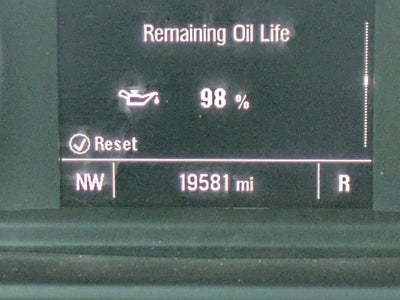 Remaining Oil Life
98 %
Reset
NW 19581 mi R